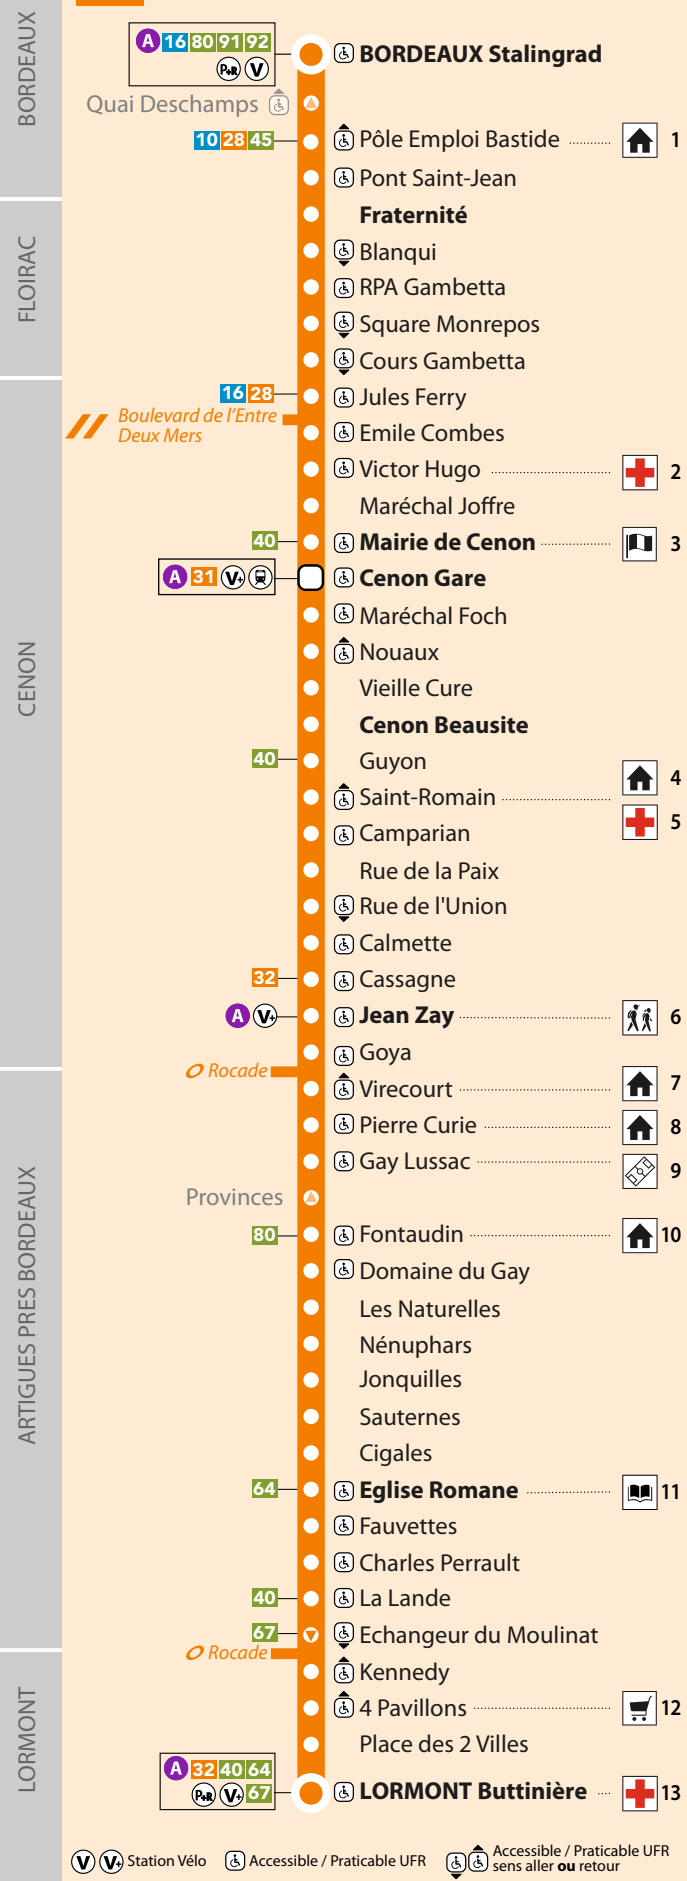 BORDEAUX
A 16 80 91 92
P+R V
BORDEAUX Stalingrad
Quai Deschamps
10 28 45 Pôle Emploi Bastide 1
Pont Saint-Jean
FLOIRAC
Fraternité
Blanqui
RPA Gambetta
Square Monrepos
Cours Gambetta
CENON
16 28 Jules Ferry
Boulevard de l'Entre
Deux Mers
Emile Combes
Victor Hugo 2
Maréchal Joffre
40 Mairie de Cenon 3
A 31 V+ Cenon Gare
Maréchal Foch
Nouaux
Vieille Cure
Cenon Beausite
40 Guyon
4
Saint-Romain
5
Camparian
Rue de la Paix
Rue de l'Union
Calmette
32 Cassagne
A V+ Jean Zay 6
Goya
Rocade
ARTIGUES PRES BORDEAUX
Virecourt 7
Pierre Curie 8
Gay Lussac 9
Provinces
80 Fontaudin 10
Domaine du Gay
Les Naturelles
Nénuphars
Jonquilles
Sauternes
Cigales
64 Eglise Romane 11
Fauvettes
Charles Perrault
40 La Lande
67 Echangeur du Moulinat
Rocade
LORMONT
Kennedy
4 Pavillons 12
Place des 2 Villes
A 32 40 64
P+R V+ 67
LORMONT Buttinière 13
V V+ Station Vélo
Accessible / Praticable UFR
Accessible / Praticable UFR
sens aller ou retour